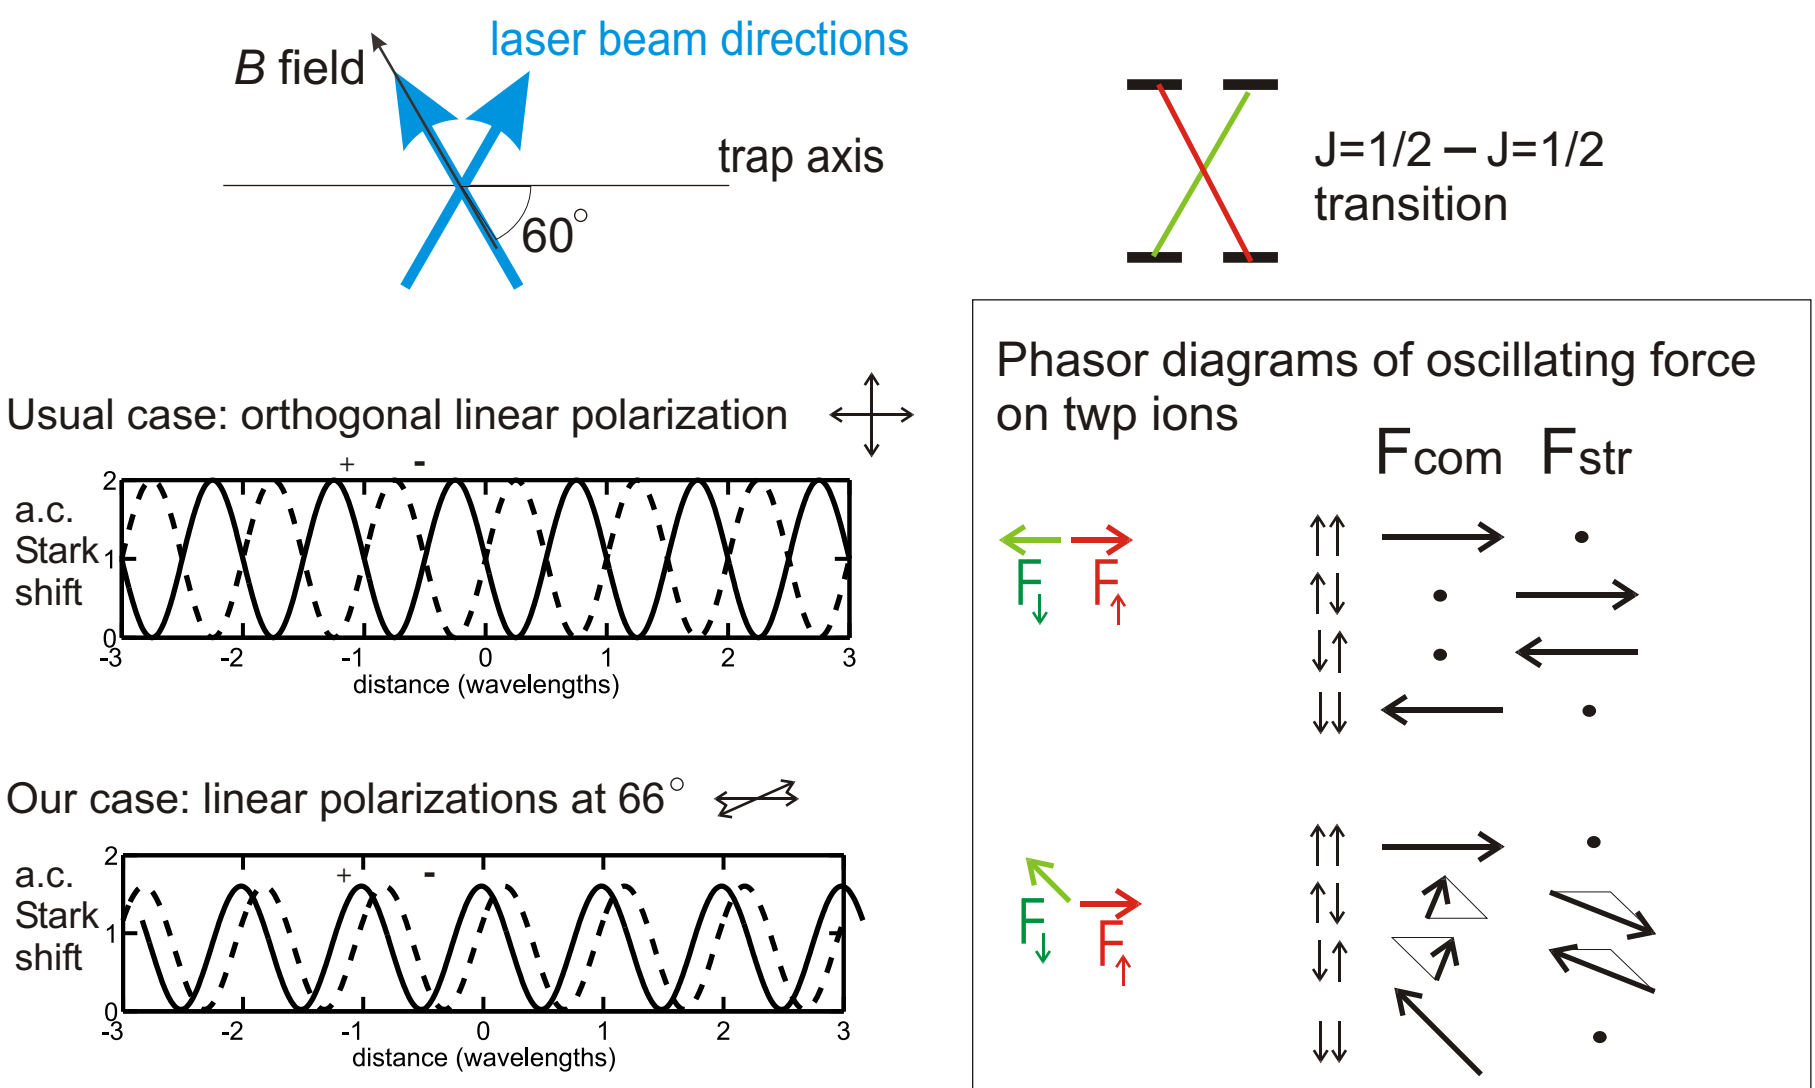 B field
laser beam directions
trap axis
60°
J=1/2 – J=1/2
transition
Usual case: orthogonal linear polarization
+ -
a.c.
Stark
shift
2
1
0
-3 -2 -1 0 1 2 3
distance (wavelengths)
Our case: linear polarizations at 66°
+ -
a.c.
Stark
shift
2
1
0
-3 -2 -1 0 1 2 3
distance (wavelengths)
Phasor diagrams of oscillating force
on twp ions
Fcom Fstr
F↓ F↑
↑↑
↑↓
↓↑
↓↓
F↓ F↑
↑↑
↑↓
↓↑
↓↓